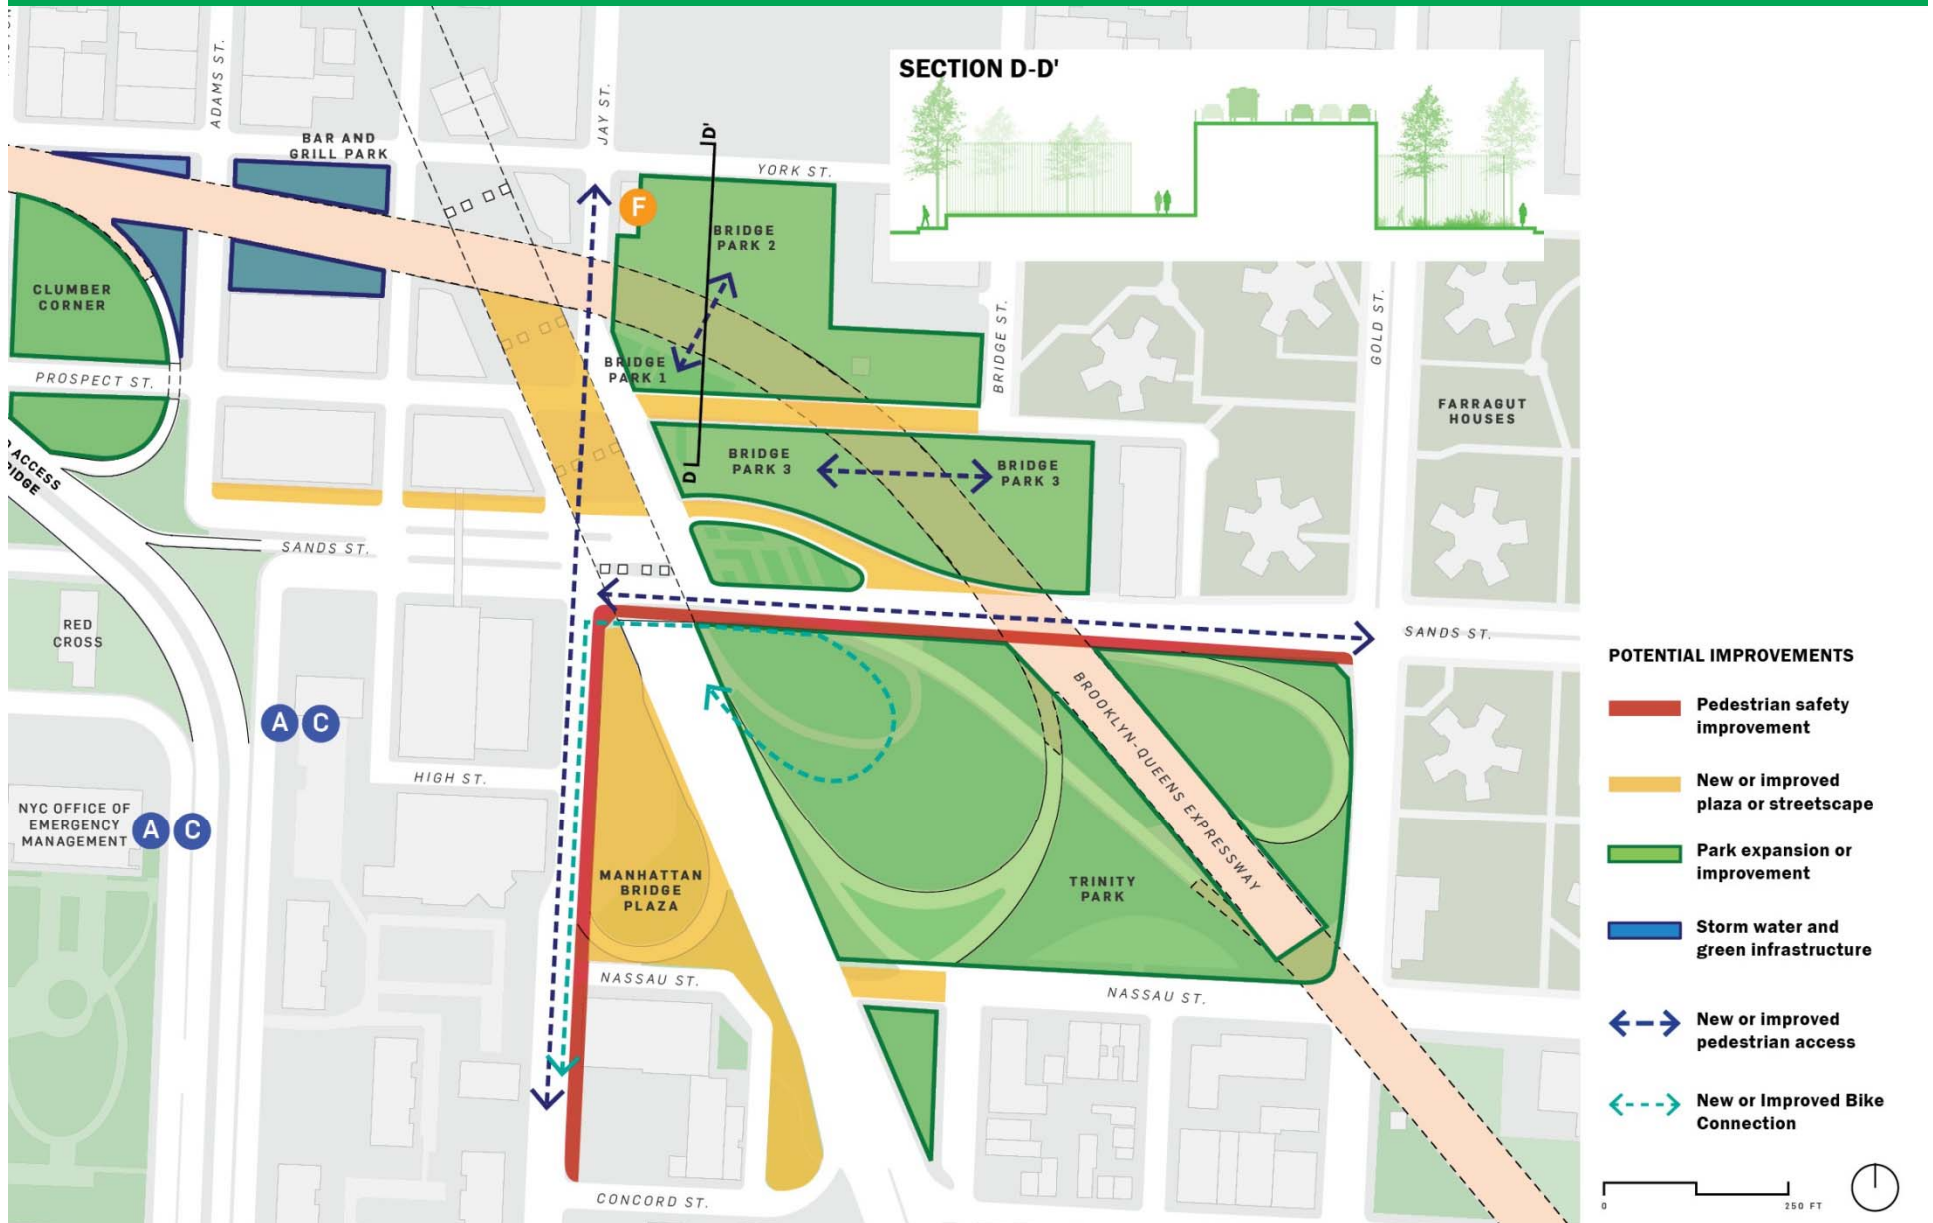 SECTION D-D'
ADAMS ST.
BAR AND
GRILL PARK
JAY ST.
D'
YORK ST.
F
BRIDGE
PARK 2
CLUMBER
CORNER
BRIDGE ST.
GOLD ST.
BRIDGE
PARK 1
PROSPECT ST.
FARRAGUT
HOUSES
ACCESS
BRIDGE
PARK 3
D
BRIDGE
PARK 3
SANDS ST.
RED
CROSS
SANDS ST.
A C
BROOKLYN-QUEENS EXPRESSWAY
HIGH ST.
NYC OFFICE OF
EMERGENCY
MANAGEMENT
A C
MANHATTAN
BRIDGE
PLAZA
TRINITY
PARK
NASSAU ST.
NASSAU ST.
CONCORD ST.
POTENTIAL IMPROVEMENTS
Pedestrian safety
improvement
New or improved
plaza or streetscape
Park expansion or
improvement
Storm water and
green infrastructure
New or improved
pedestrian access
New or Improved Bike
Connection
0 250 FT